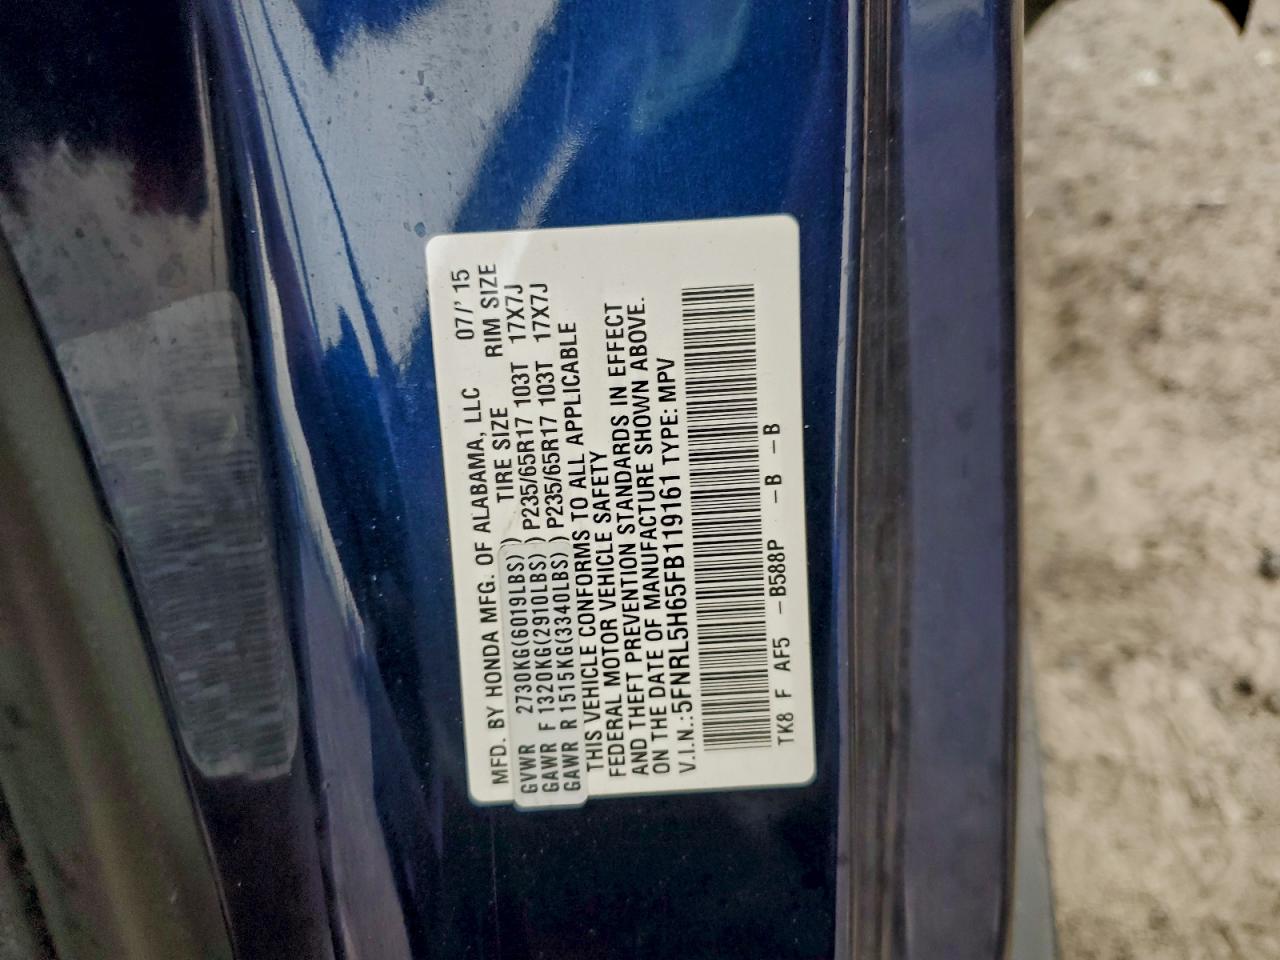 MFD. BY HONDA MFG. OF ALABAMA, LLC 07/'15
TIRE SIZE RIM SIZE
GVWR 2730KG(6019LBS) ) P235/65R17 103T 17X7J
GAWR F 1320KG(2910LBS) ) P235/65R17 103T 17X7J
GAWR R 1515KG(3340LBS)
THIS VEHICLE CONFORMS TO ALL APPLICABLE
FEDERAL MOTOR VEHICLE SAFETY
AND THEFT PREVENTION STANDARDS IN EFFECT
ON THE DATE OF MANUFACTURE SHOWN ABOVE.
V.I.N.:5FNRL5H65FB119161 TYPE: MPV
TK8 F AF5 -B588P -B -B